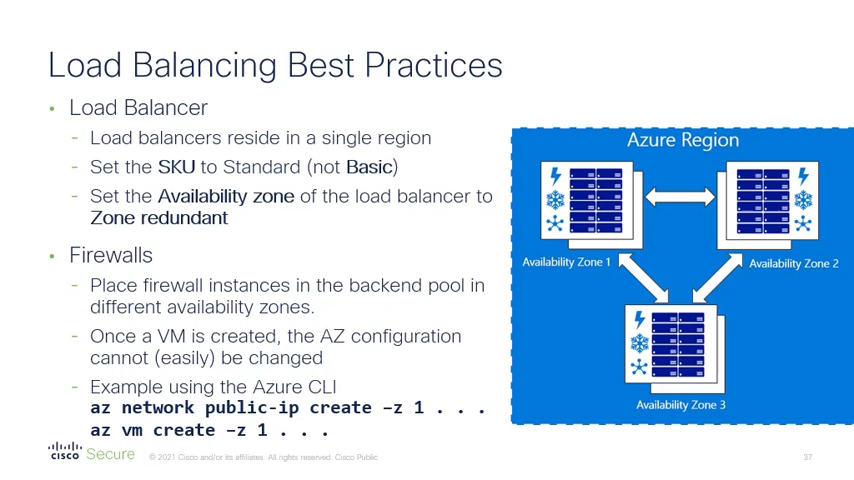 Load Balancing Best Practices
• Load Balancer
- Load balancers reside in a single region
- Set the SKU to Standard (not Basic)
- Set the Availability zone of the load balancer to
Zone redundant
• Firewalls
- Place firewall instances in the backend pool in
different availability zones.
- Once a VM is created, the AZ configuration
cannot (easily) be changed
- Example using the Azure CLI
az network public-ip create –z 1 . . .
az vm create –z 1 . . .
Azure Region
Availability Zone 1
Availability Zone 2
Availability Zone 3
CISCO Secure © 2021 Cisco and/or its affiliates. All rights reserved. Cisco Public
37